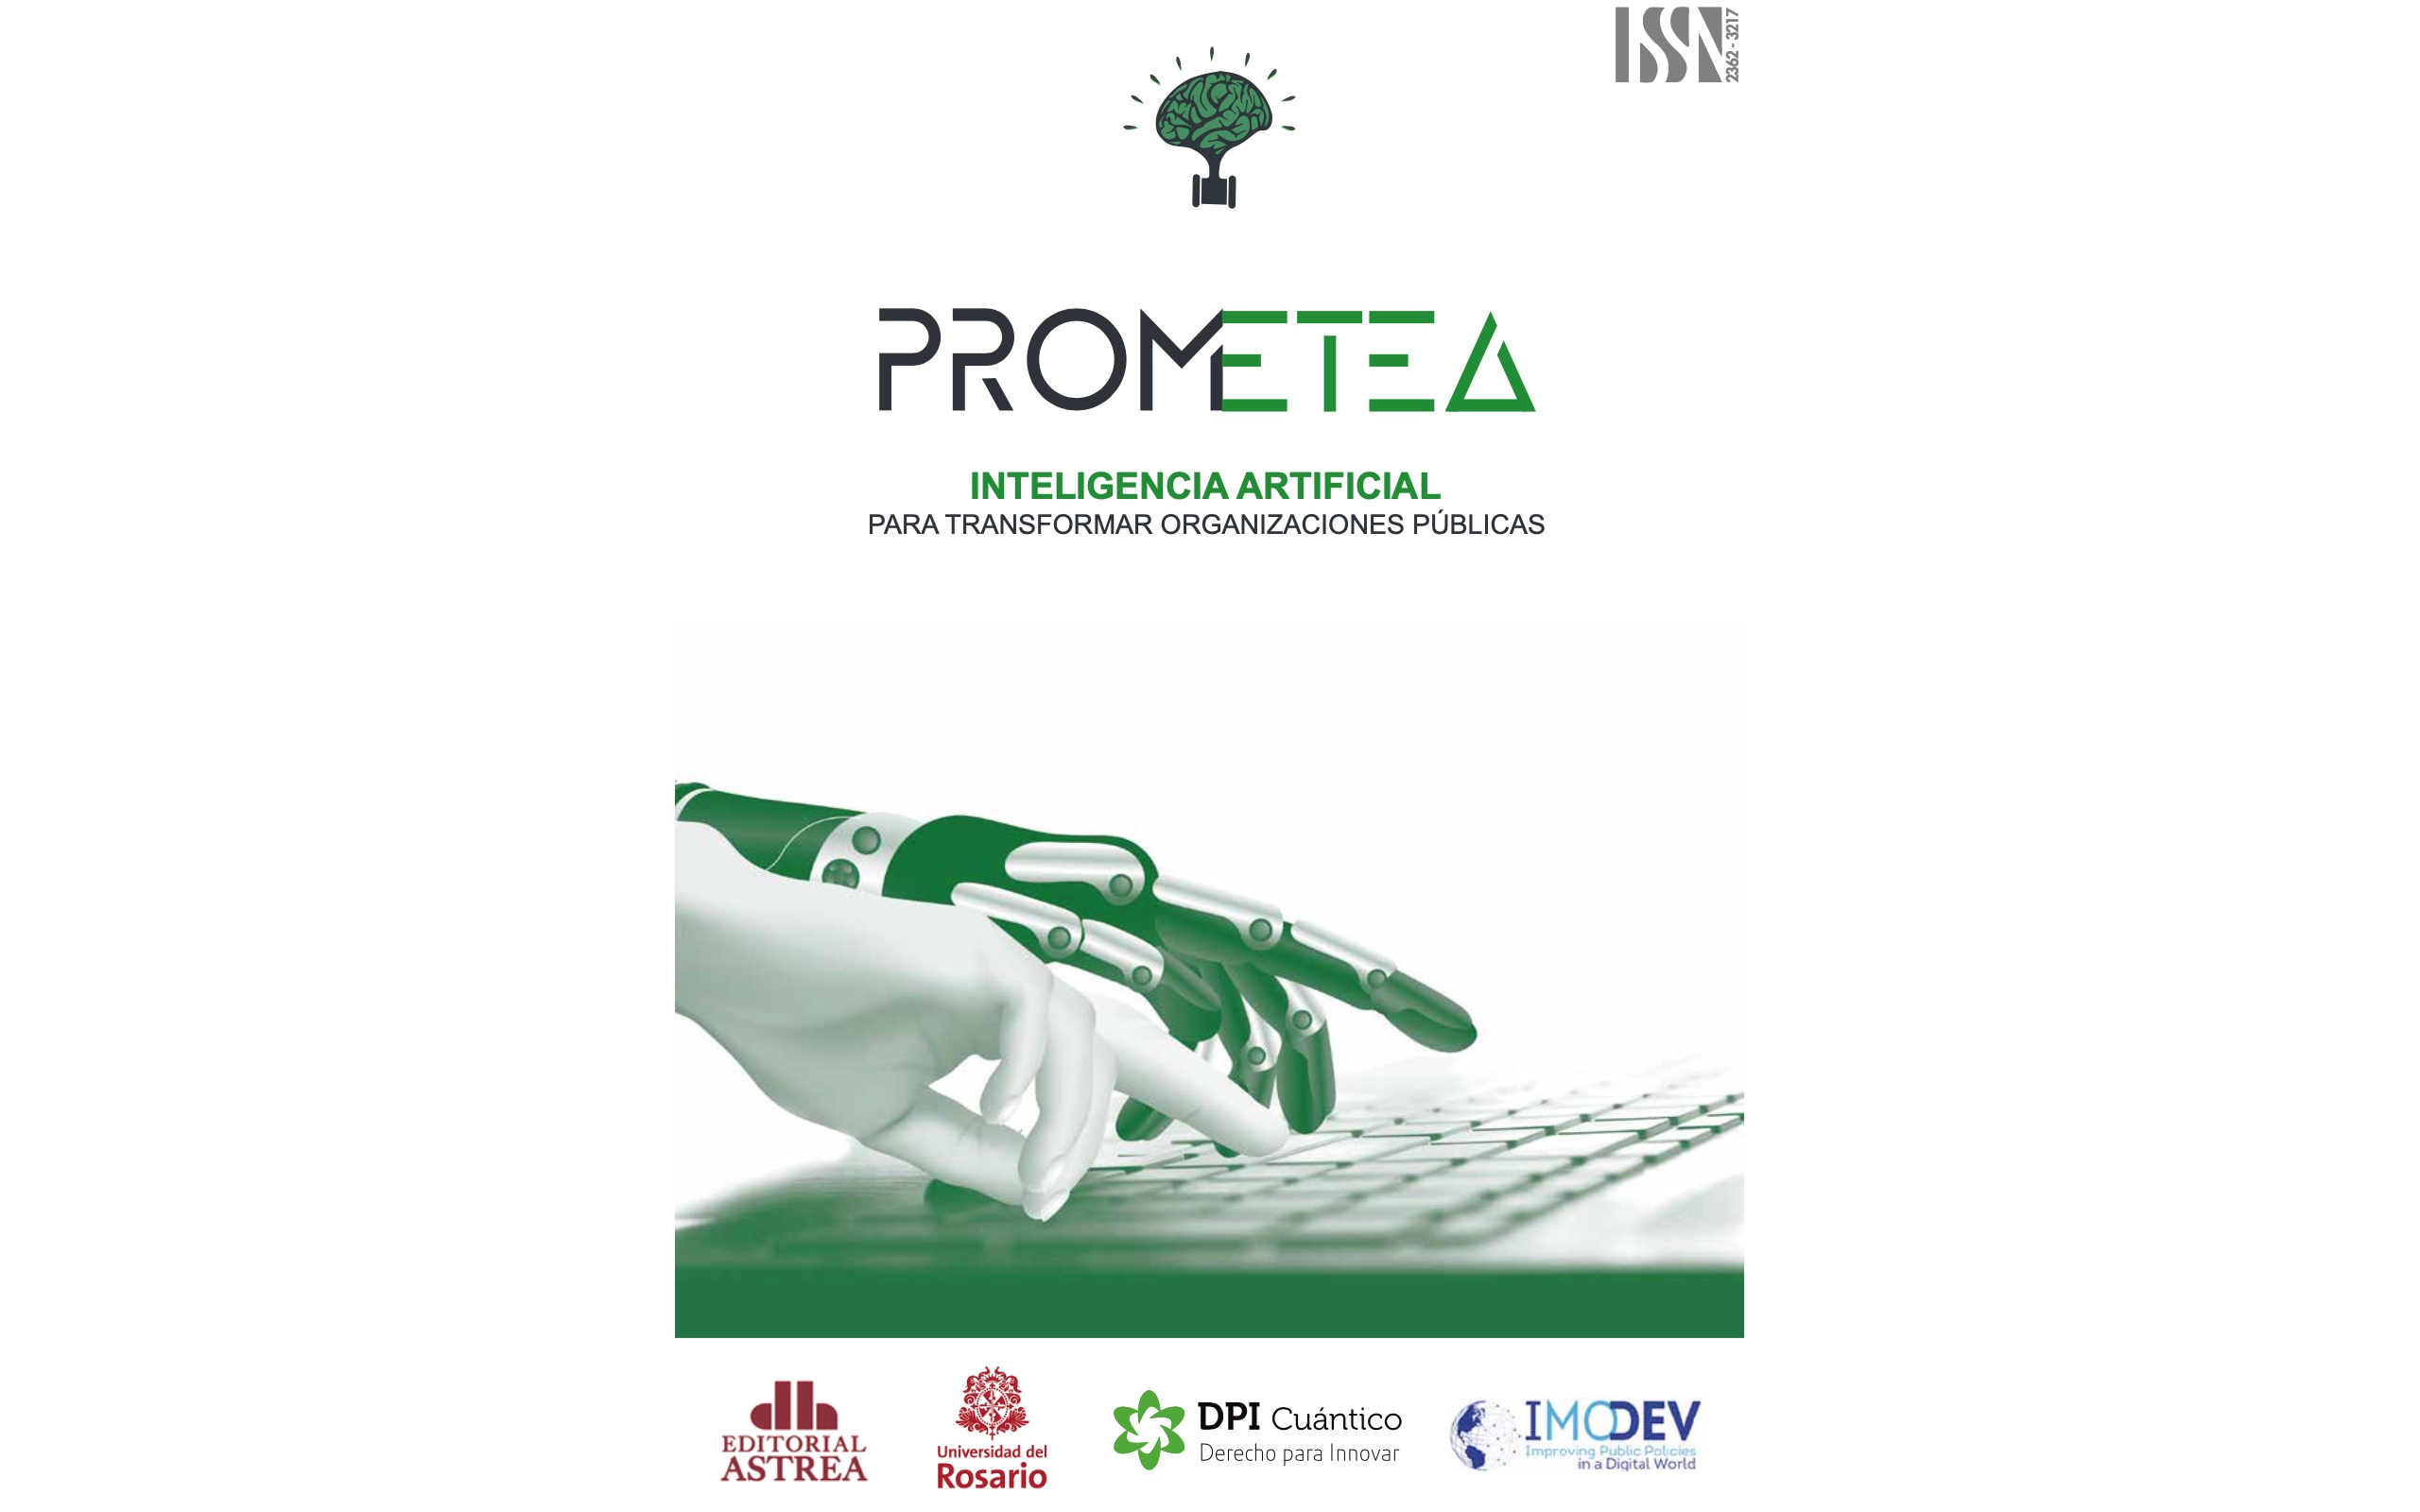 ISSN
2362 - 3217
PROMETEA
INTELIGENCIA ARTIFICIAL
PARA TRANSFORMAR ORGANIZACIONES PÚBLICAS
EDITORIAL
ASTREA
Universidad del
Rosario
DPI Cuántico
Derecho para Innovar
IMODEV
Improving Public Policies
in a Digital World